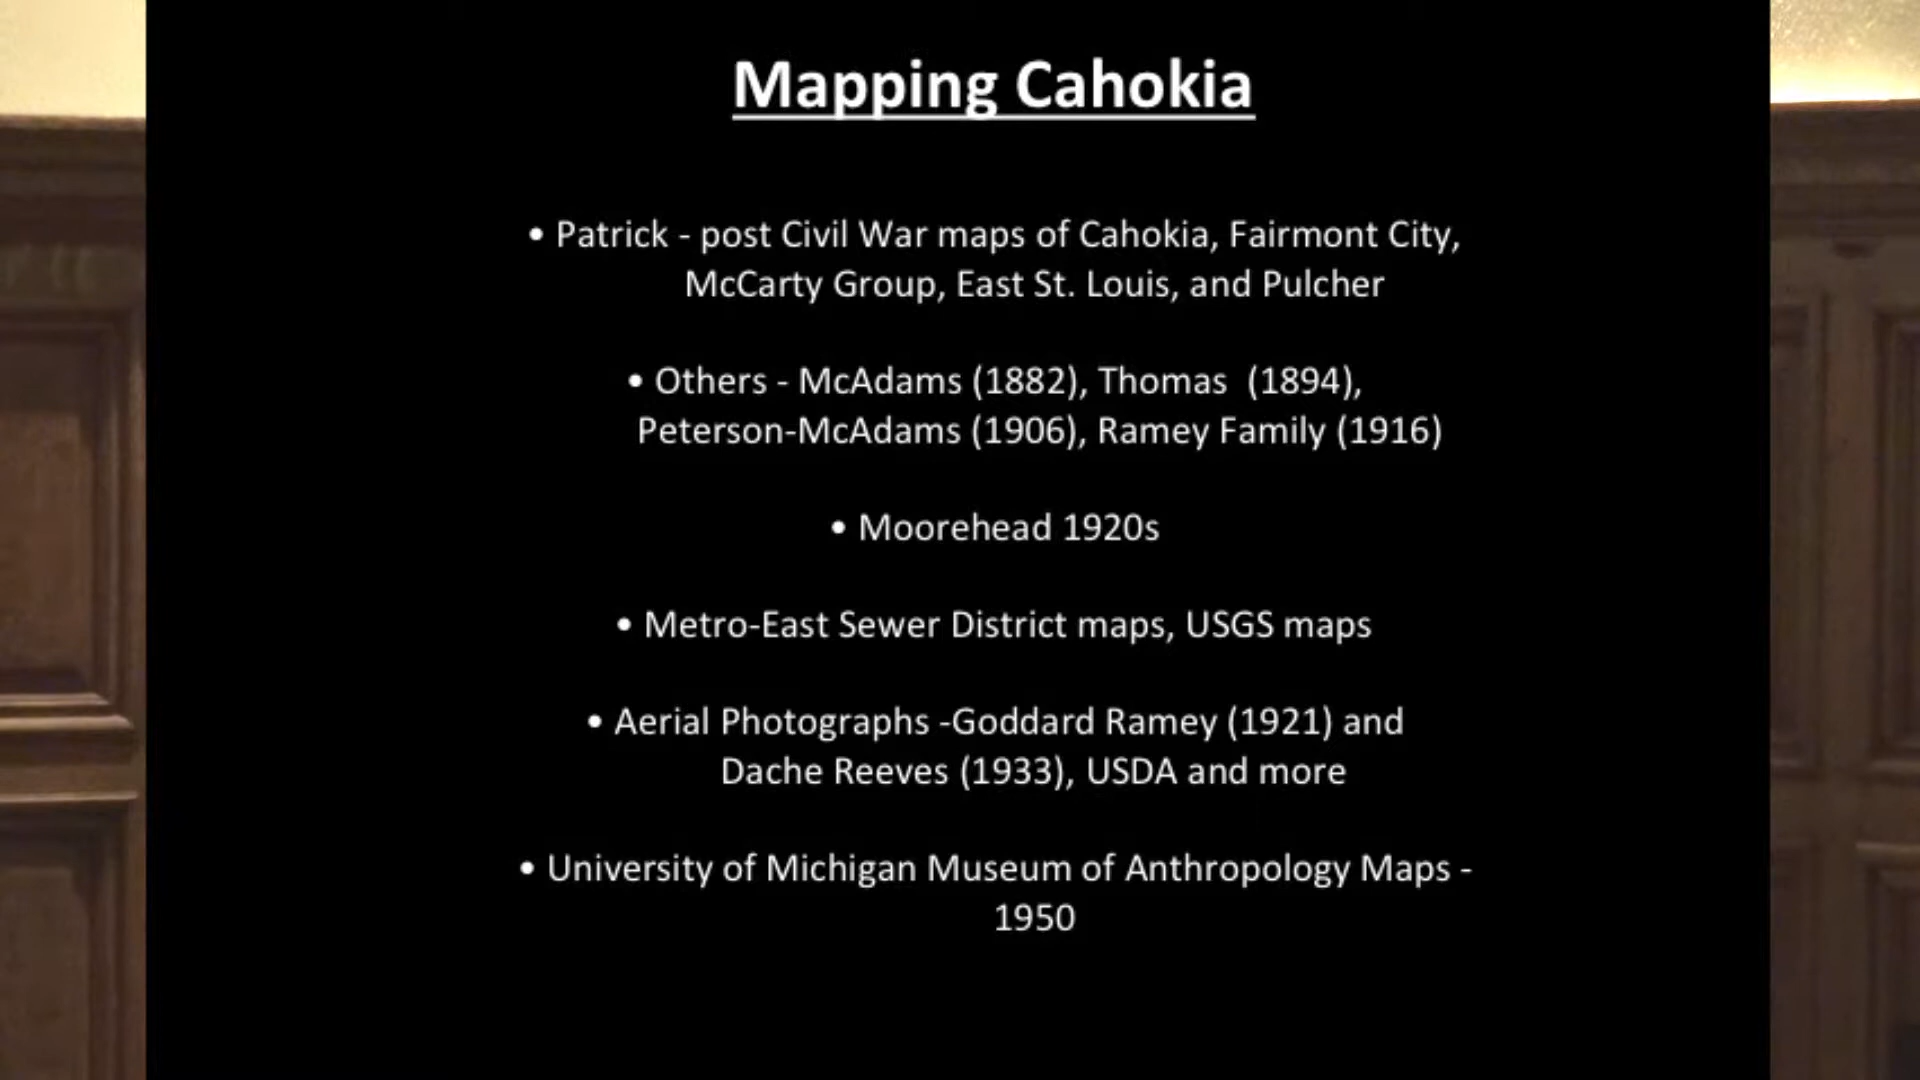 Mapping Cahokia
• Patrick - post Civil War maps of Cahokia, Fairmont City,
McCarty Group, East St. Louis, and Pulcher
• Others - McAdams (1882), Thomas  (1894),
Peterson-McAdams (1906), Ramey Family (1916)
• Moorehead 1920s
• Metro-East Sewer District maps, USGS maps
• Aerial Photographs -Goddard Ramey (1921) and
Dache Reeves (1933), USDA and more
• University of Michigan Museum of Anthropology Maps -
1950